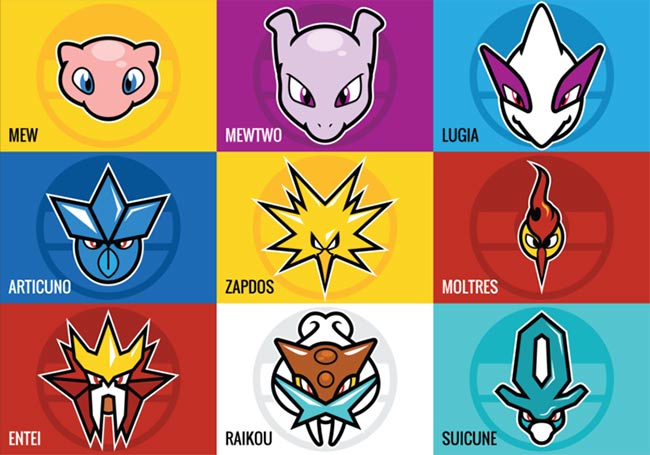 MEW
MEWTWO
LUGIA
ARTICUNO
ZAPDOS
MOLTRES
ENTEI
RAIKOU
SUICUNE